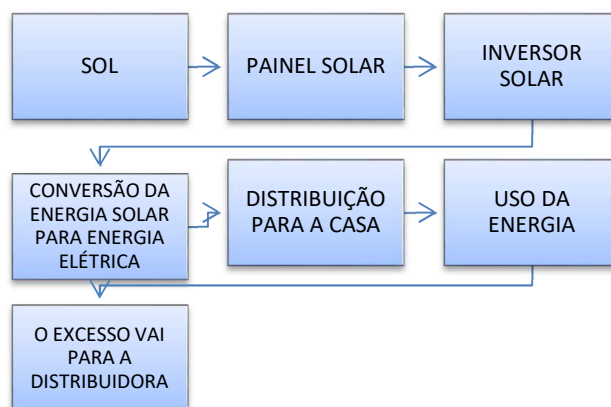 SOL
PAINEL SOLAR
INVERSOR
SOLAR
CONVERSÃO DA
ENERGIA SOLAR
PARA ENERGIA
ELÉTRICA
DISTRIBUIÇÃO
PARA A CASA
USO DA
ENERGIA
O EXCESSO VAI
PARA A
DISTRIBUIDORA